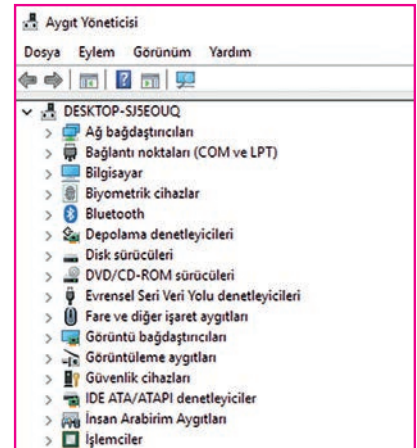 Aygıt Yöneticisi
Dosya Eylem Görünüm Yardım
DESKTOP-SJ5EOUQ
Ağ bağdaştırıcıları
Bağlantı noktaları (COM ve LPT)
Bilgisayar
Biyometrik cihazlar
Bluetooth
Depolama denetleyicileri
Disk sürücüleri
DVD/CD-ROM sürücüleri
Evrensel Seri Veri Yolu denetleyicileri
Fare ve diğer işaret aygıtları
Görüntü bağdaştırıcıları
Görüntüleme aygıtları
Güvenlik cihazları
IDE ATA/ATAPI denetleyiciler
İnsan Arabirim Aygıtları
İşlemciler